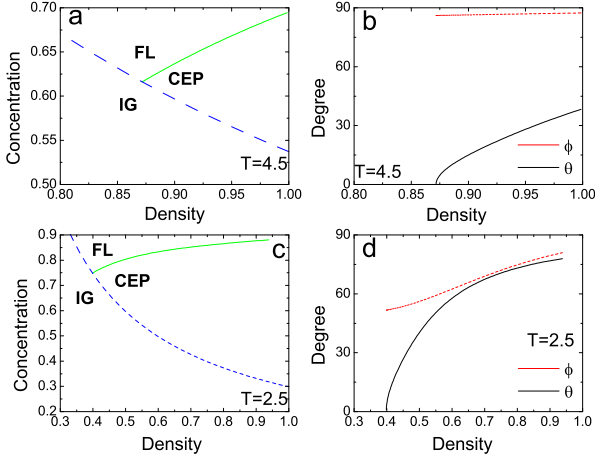 a
0.70
0.65
0.60
0.55
0.50
Concentration
FL
CEP
IG
T=4.5
0.80 0.85 0.90 0.95 1.00
Density
b
90
60
30
0
Degree
ϕ
θ
T=4.5
0.80 0.85 0.90 0.95 1.00
Density
c
0.9
0.8
0.7
0.6
0.5
0.4
0.3
0.2
Concentration
FL
CEP
IG
T=2.5
0.3 0.4 0.5 0.6 0.7 0.8 0.9 1.0
Density
d
90
60
30
0
Degree
T=2.5
ϕ
θ
0.3 0.4 0.5 0.6 0.7 0.8 0.9 1.0
Density